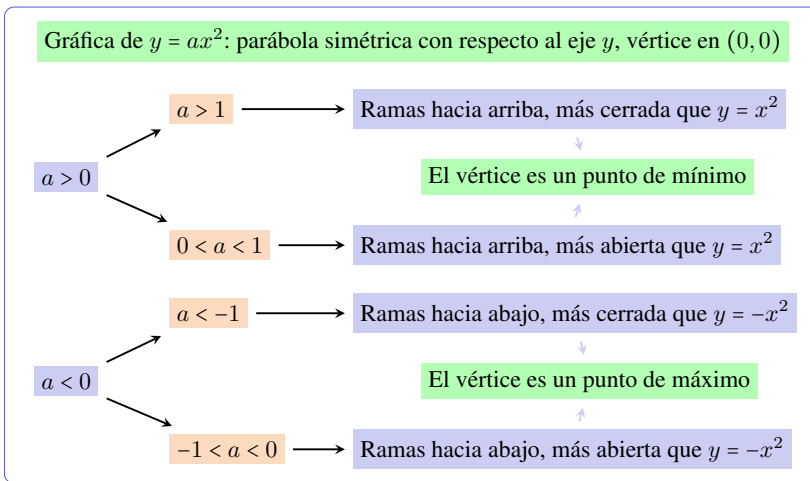 Gráfica de y = ax²: parábola simétrica con respecto al eje y, vértice en (0,0)
a > 1
Ramas hacia arriba, más cerrada que y = x²
a > 0
El vértice es un punto de mínimo
0 < a < 1
Ramas hacia arriba, más abierta que y = x²
a < −1
Ramas hacia abajo, más cerrada que y = −x²
a < 0
El vértice es un punto de máximo
−1 < a < 0
Ramas hacia abajo, más abierta que y = −x²